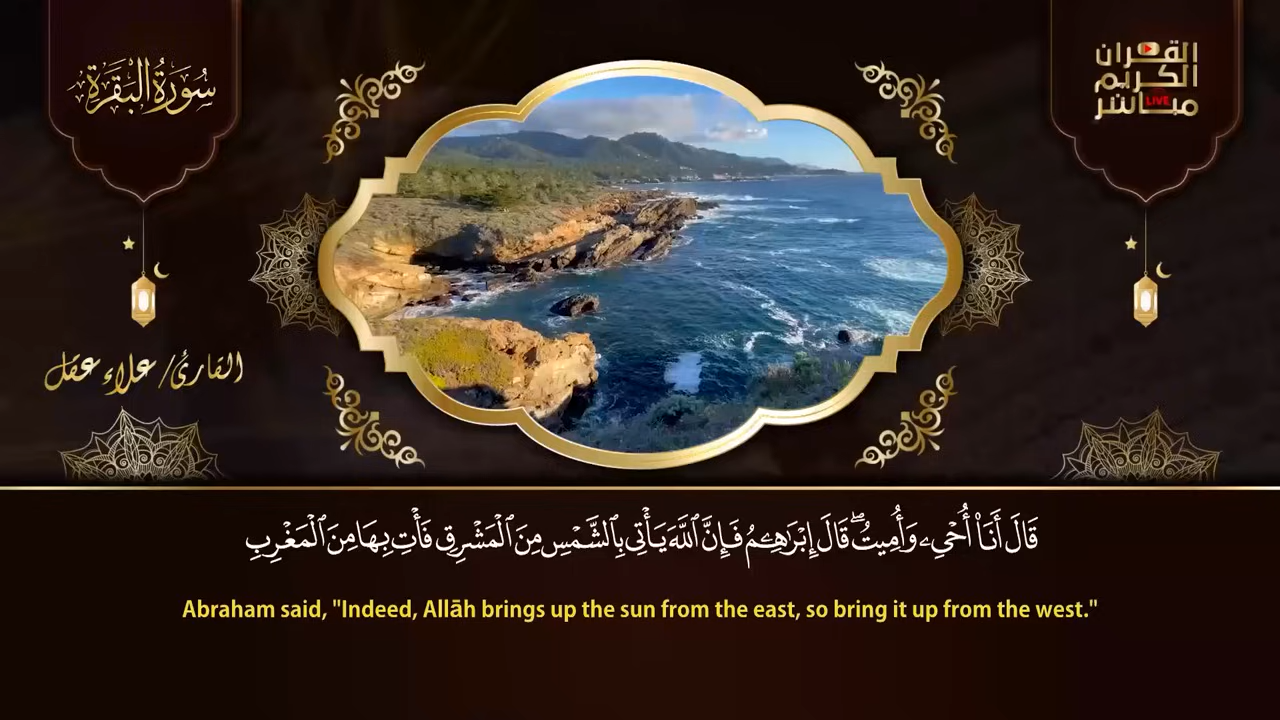 سُورَةُ البَقَرَةِ
القرآن
الكريم
مباشر
LIVE
القارئ/ علاء عقل
قَالَ أَنَا۠ أُحْىِۦ وَأُمِيتُ ۖ قَالَ إِبْرَٰهِـۧمُ فَإِنَّ ٱللَّهَ يَأْتِى بِٱلشَّمْسِ مِنَ ٱلْمَشْرِقِ فَأْتِ بِهَا مِنَ ٱلْمَغْرِبِ
Abraham said, "Indeed, Allāh brings up the sun from the east, so bring it up from the west."